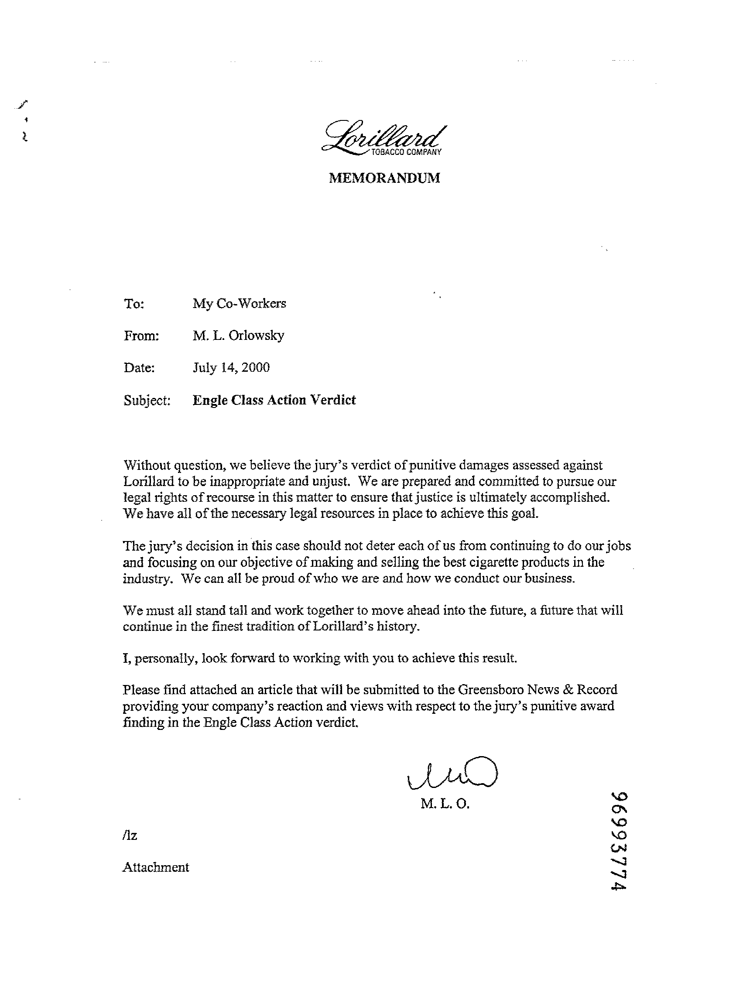 Lorillard
TOBACCO COMPANY
MEMORANDUM
To: My Co-Workers
From: M. L. Orlowsky
Date: July 14, 2000
Subject: Engle Class Action Verdict
Without question, we believe the jury's verdict of punitive damages assessed against
Lorillard to be inappropriate and unjust. We are prepared and committed to pursue our
legal rights of recourse in this matter to ensure that justice is ultimately accomplished.
We have all of the necessary legal resources in place to achieve this goal.
The jury's decision in this case should not deter each of us from continuing to do our jobs
and focusing on our objective of making and selling the best cigarette products in the
industry. We can all be proud of who we are and how we conduct our business.
We must all stand tall and work together to move ahead into the future, a future that will
continue in the finest tradition of Lorillard's history.
I, personally, look forward to working with you to achieve this result.
Please find attached an article that will be submitted to the Greensboro News & Record
providing your company's reaction and views with respect to the jury's punitive award
finding in the Engle Class Action verdict.
M. L. O.
/lz
Attachment
96993774